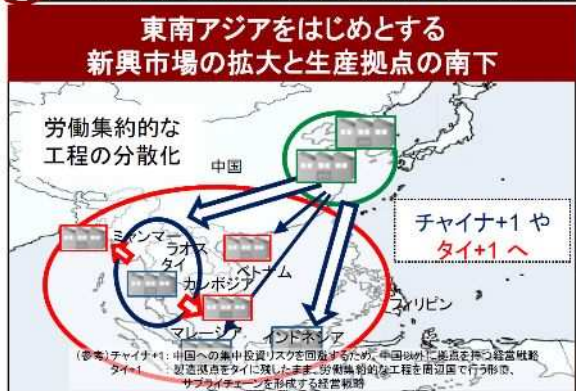 東南アジアをはじめとする
新興市場の拡大と生産拠点の南下
労働集約的な
工程の分散化
中国
チャイナ+1 や
タイ+1 へ
ミャンマー
ラオス
タイ
ベトナム
カンボジア
フィリピン
マレーシア
インドネシア
(参考)チャイナ+1:中国への集中投資リスクを回避するため、中国以外に拠点を持つ経営戦略
タイ+1 :製造拠点をタイに残したまま、労働集約的な工程を周辺国で行う形で、
サプライチェーンを形成する経営戦略